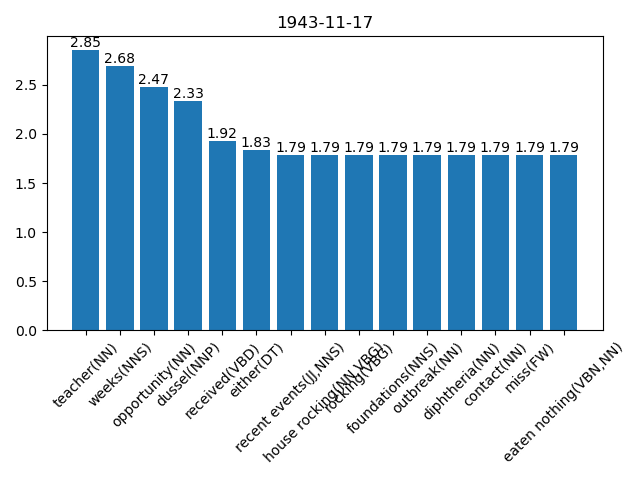 1943-11-17
2.85
2.68
2.47
2.33
1.92
1.83
1.79
1.79
1.79
1.79
1.79
1.79
1.79
1.79
1.79
2.5
2.0
1.5
1.0
0.5
0.0
teacher(NN)
weeks(NNS)
opportunity(NN)
dussel(NNP)
received(VBD)
either(DT)
recent events(JJ,NNS)
house rocking(NN,VBG)
rocking(VBG)
foundations(NNS)
outbreak(NN)
diphtheria(NN)
contact(NN)
miss(FW)
eaten nothing(VBN,NN)